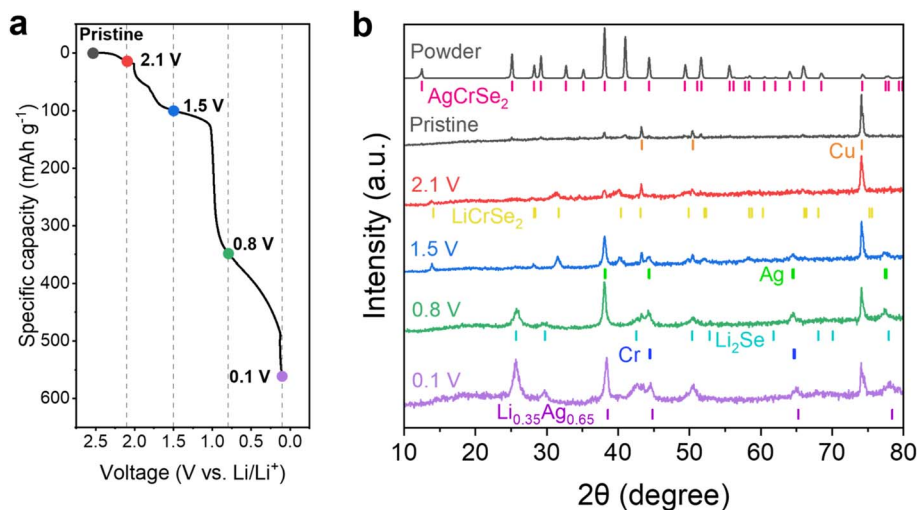 a
Pristine
0
2.1 V
100
1.5 V
200
300
0.8 V
400
500
0.1 V
600
Specific capacity (mAh g⁻¹)
2.5 2.0 1.5 1.0 0.5 0.0
Voltage (V vs. Li/Li⁺)
b
Powder
AgCrSe₂
Pristine
Cu
2.1 V
LiCrSe₂
1.5 V
Ag
0.8 V
Li₂Se
Cr
0.1 V
Li₀.₃₅Ag₀.₆₅
Intensity (a.u.)
10 20 30 40 50 60 70 80
2θ (degree)